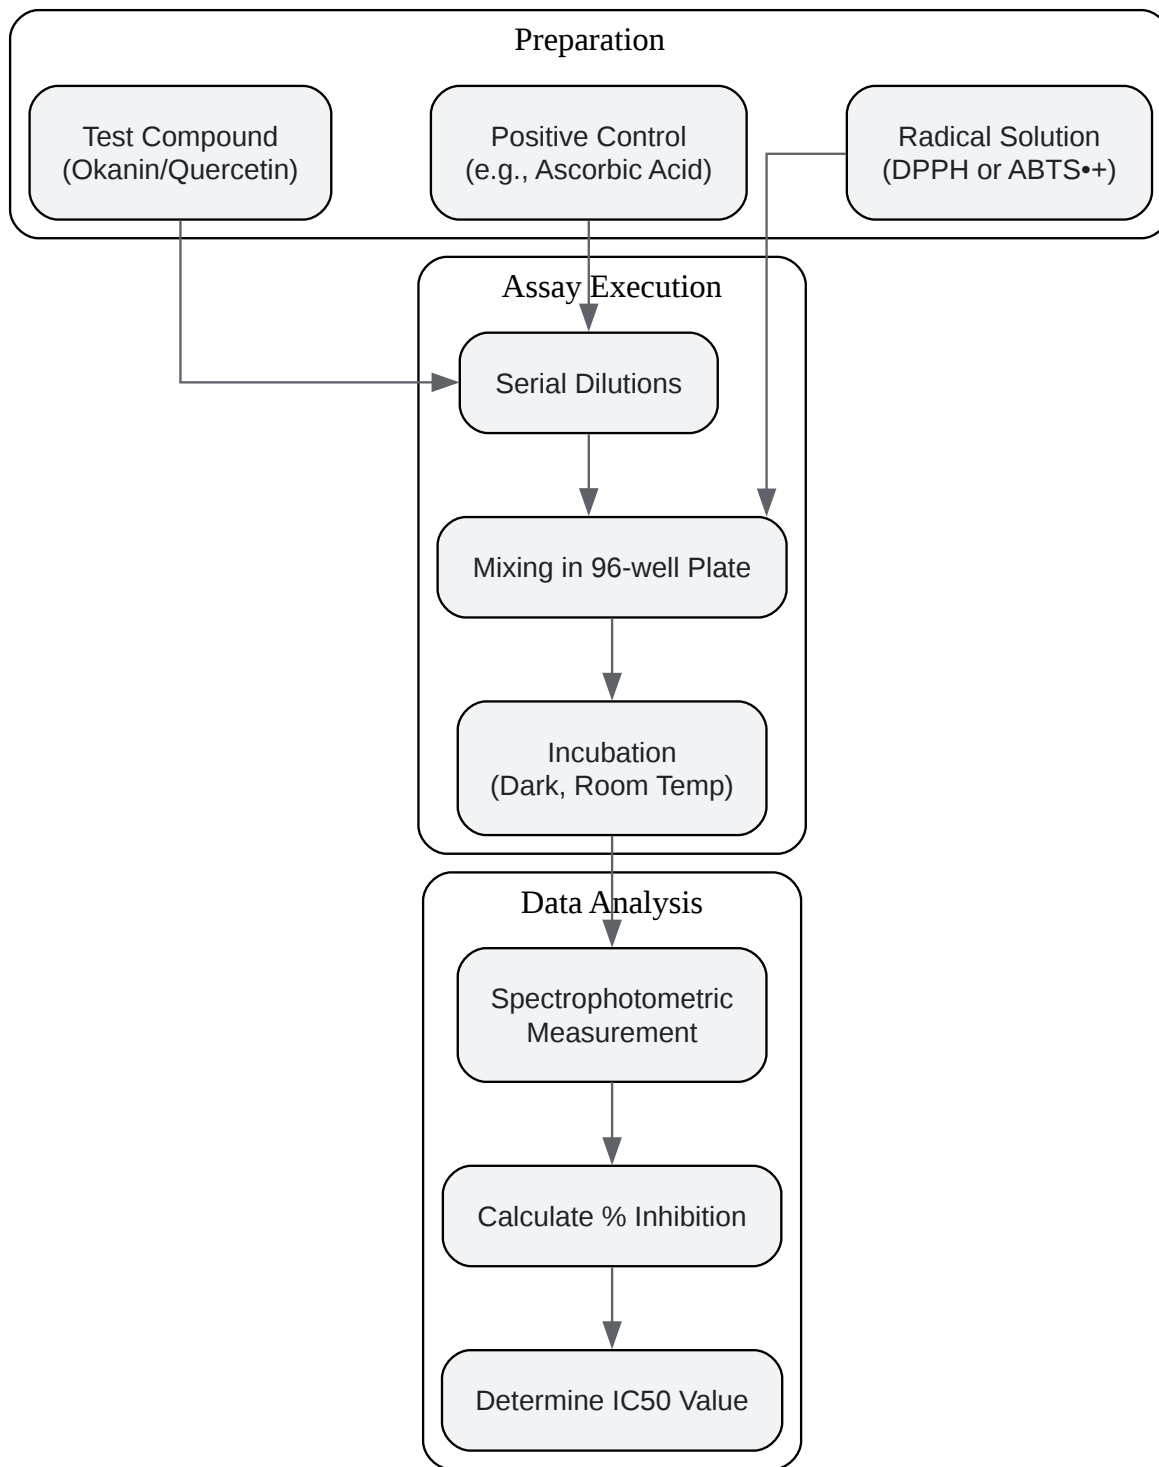 Preparation
Test Compound
(Okanin/Quercetin)
Positive Control
(e.g., Ascorbic Acid)
Radical Solution
(DPPH or ABTS•+)
Assay Execution
Serial Dilutions
Mixing in 96-well Plate
Incubation
(Dark, Room Temp)
Data Analysis
Spectrophotometric
Measurement
Calculate % Inhibition
Determine IC50 Value